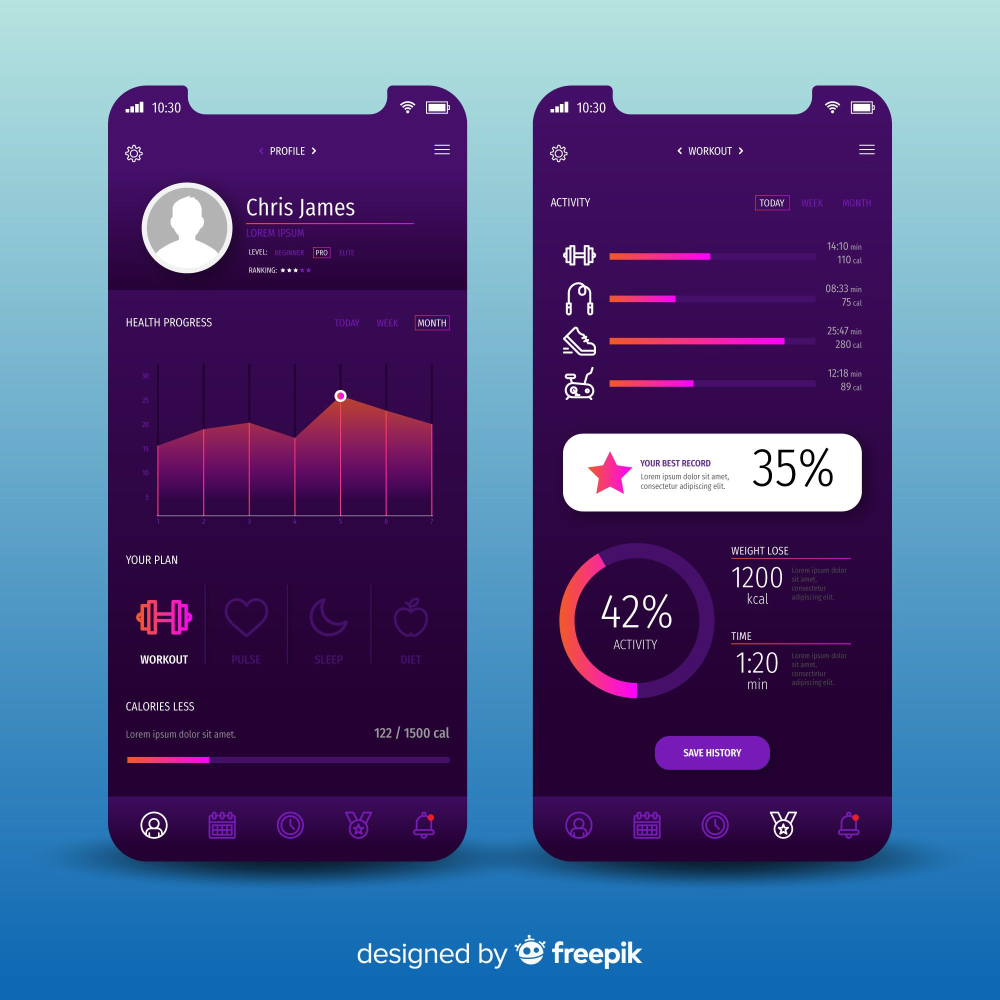 10:30
PROFILE
Chris James
LOREM IPSUM
LEVEL: BEGINNER PRO ELITE
RANKING:
HEALTH PROGRESS TODAY WEEK MONTH
30
25
20
15
10
5
1 2 3 4 5 6 7
YOUR PLAN
WORKOUT PULSE SLEEP DIET
CALORIES LESS
Lorem ipsum dolor sit amet. 122 / 1500 cal
10:30
WORKOUT
ACTIVITY TODAY WEEK MONTH
14:10 min
110 cal
08:33 min
75 cal
25:47 min
280 cal
12:18 min
89 cal
YOUR BEST RECORD
Lorem ipsum dolor sit amet,
consectetur adipiscing elit.
35%
42%
ACTIVITY
WEIGHT LOSE
1200
kcal
Lorem ipsum dolor
sit amet,
consectetur
adipiscing elit.
TIME
1:20
min
Lorem ipsum dolor
sit amet,
consectetur
adipiscing elit.
SAVE HISTORY
designed by freepik